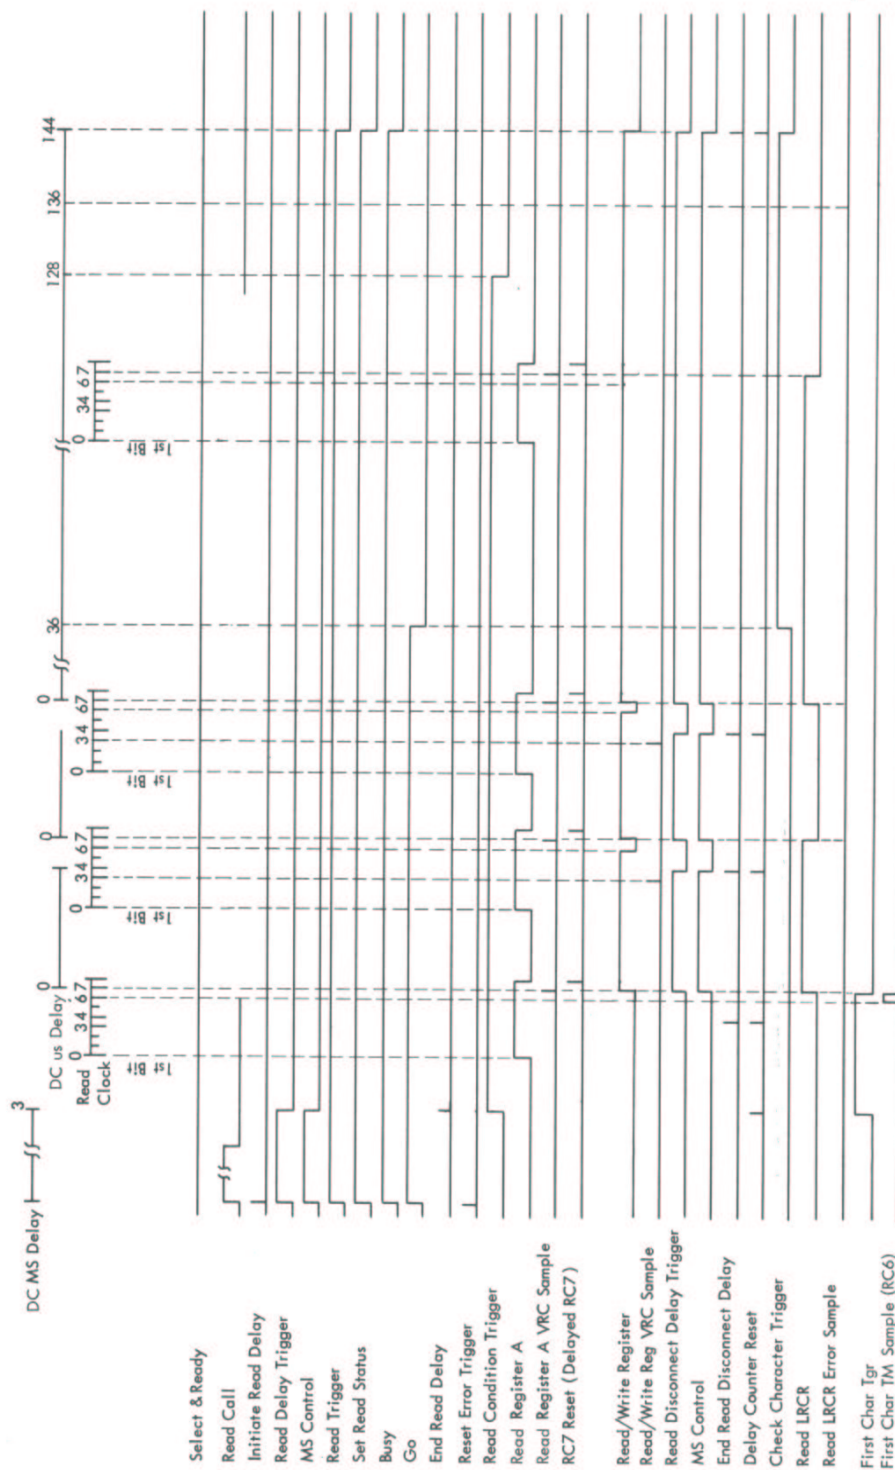 DC MS Delay
3
DC us Delay
0
0
0
36
128
136
144
Read
Clock
0 34 67
0 34 67
0 34 67
0 34 67
1st Bit
1st Bit
1st Bit
1st Bit
Select & Ready
Read Call
Initiate Read Delay
Read Delay Trigger
MS Control
Read Trigger
Set Read Status
Busy
Go
End Read Delay
Reset Error Trigger
Read Condition Trigger
Read Register A
Read Register A VRC Sample
RC7 Reset (Delayed RC7)
Read/Write Register
Read/Write Reg VRC Sample
Read Disconnect Delay Trigger
MS Control
End Read Disconnect Delay
Delay Counter Reset
Check Character Trigger
Read LRCR
Read LRCR Error Sample
First Char Tgr
First Char TM Sample (RC6)